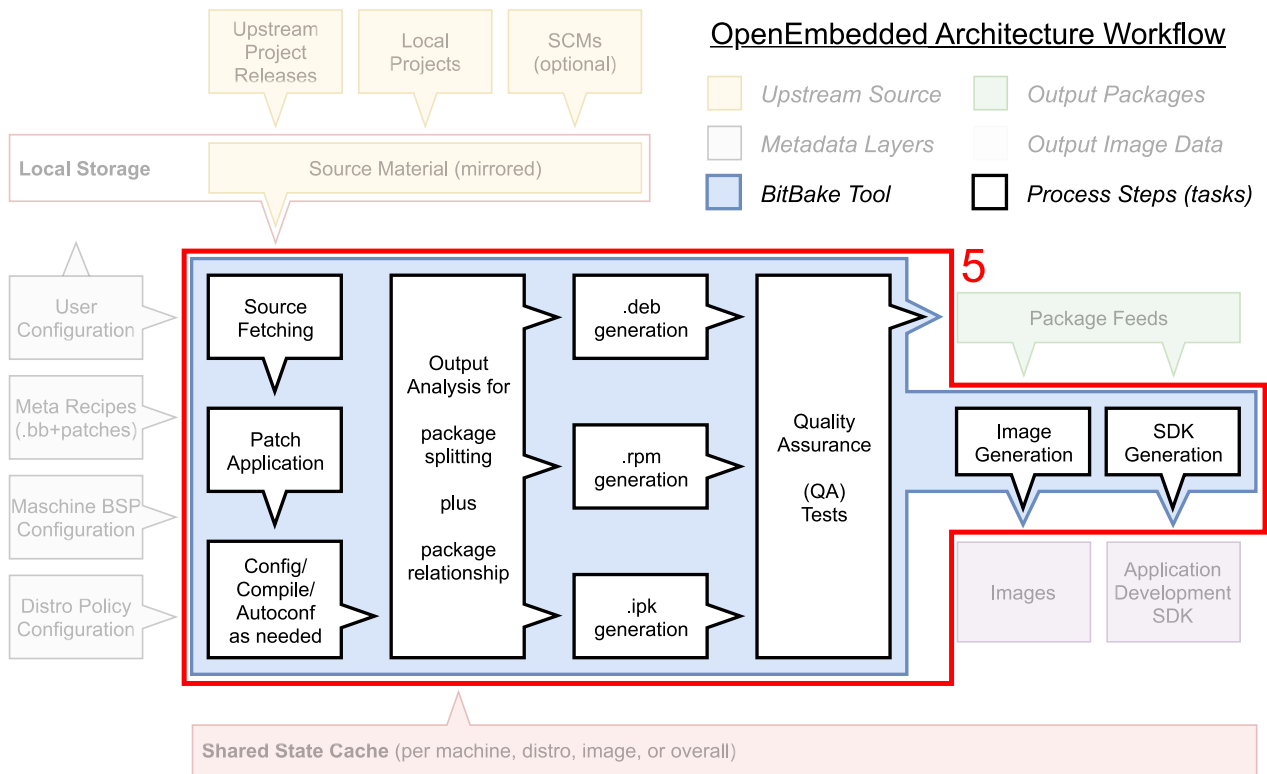 OpenEmbedded Architecture Workflow
Upstream
Project
Releases
Local
Projects
SCMs
(optional)
Upstream Source
Output Packages
Metadata Layers
Output Image Data
BitBake Tool
Process Steps (tasks)
Local Storage
Source Material (mirrored)
5
User
Configuration
Meta Recipes
(.bb+patches)
Maschine BSP
Configuration
Distro Policy
Configuration
Source
Fetching
Patch
Application
Config/
Compile/
Autoconf
as needed
Output
Analysis for
package
splitting
plus
package
relationship
.deb
generation
.rpm
generation
.ipk
generation
Quality
Assurance
(QA)
Tests
Package Feeds
Image
Generation
SDK
Generation
Images
Application
Development
SDK
Shared State Cache (per machine, distro, image, or overall)